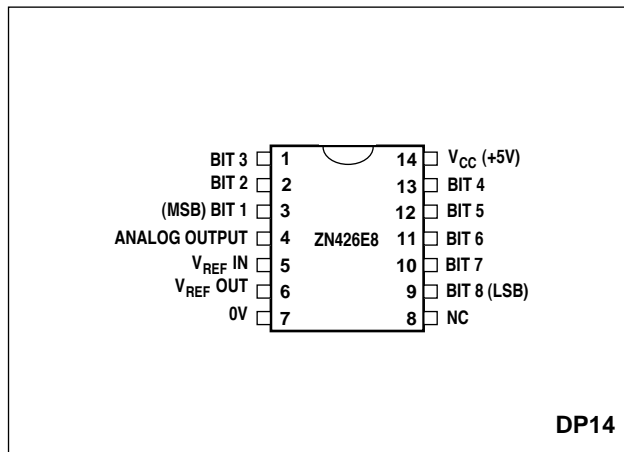 BIT 3 1 14 VCC (+5V)
BIT 2 2 13 BIT 4
(MSB) BIT 1 3 12 BIT 5
ANALOG OUTPUT 4 ZN426E8 11 BIT 6
VREF IN 5 10 BIT 7
VREF OUT 6 9 BIT 8 (LSB)
0V 7 8 NC
DP14